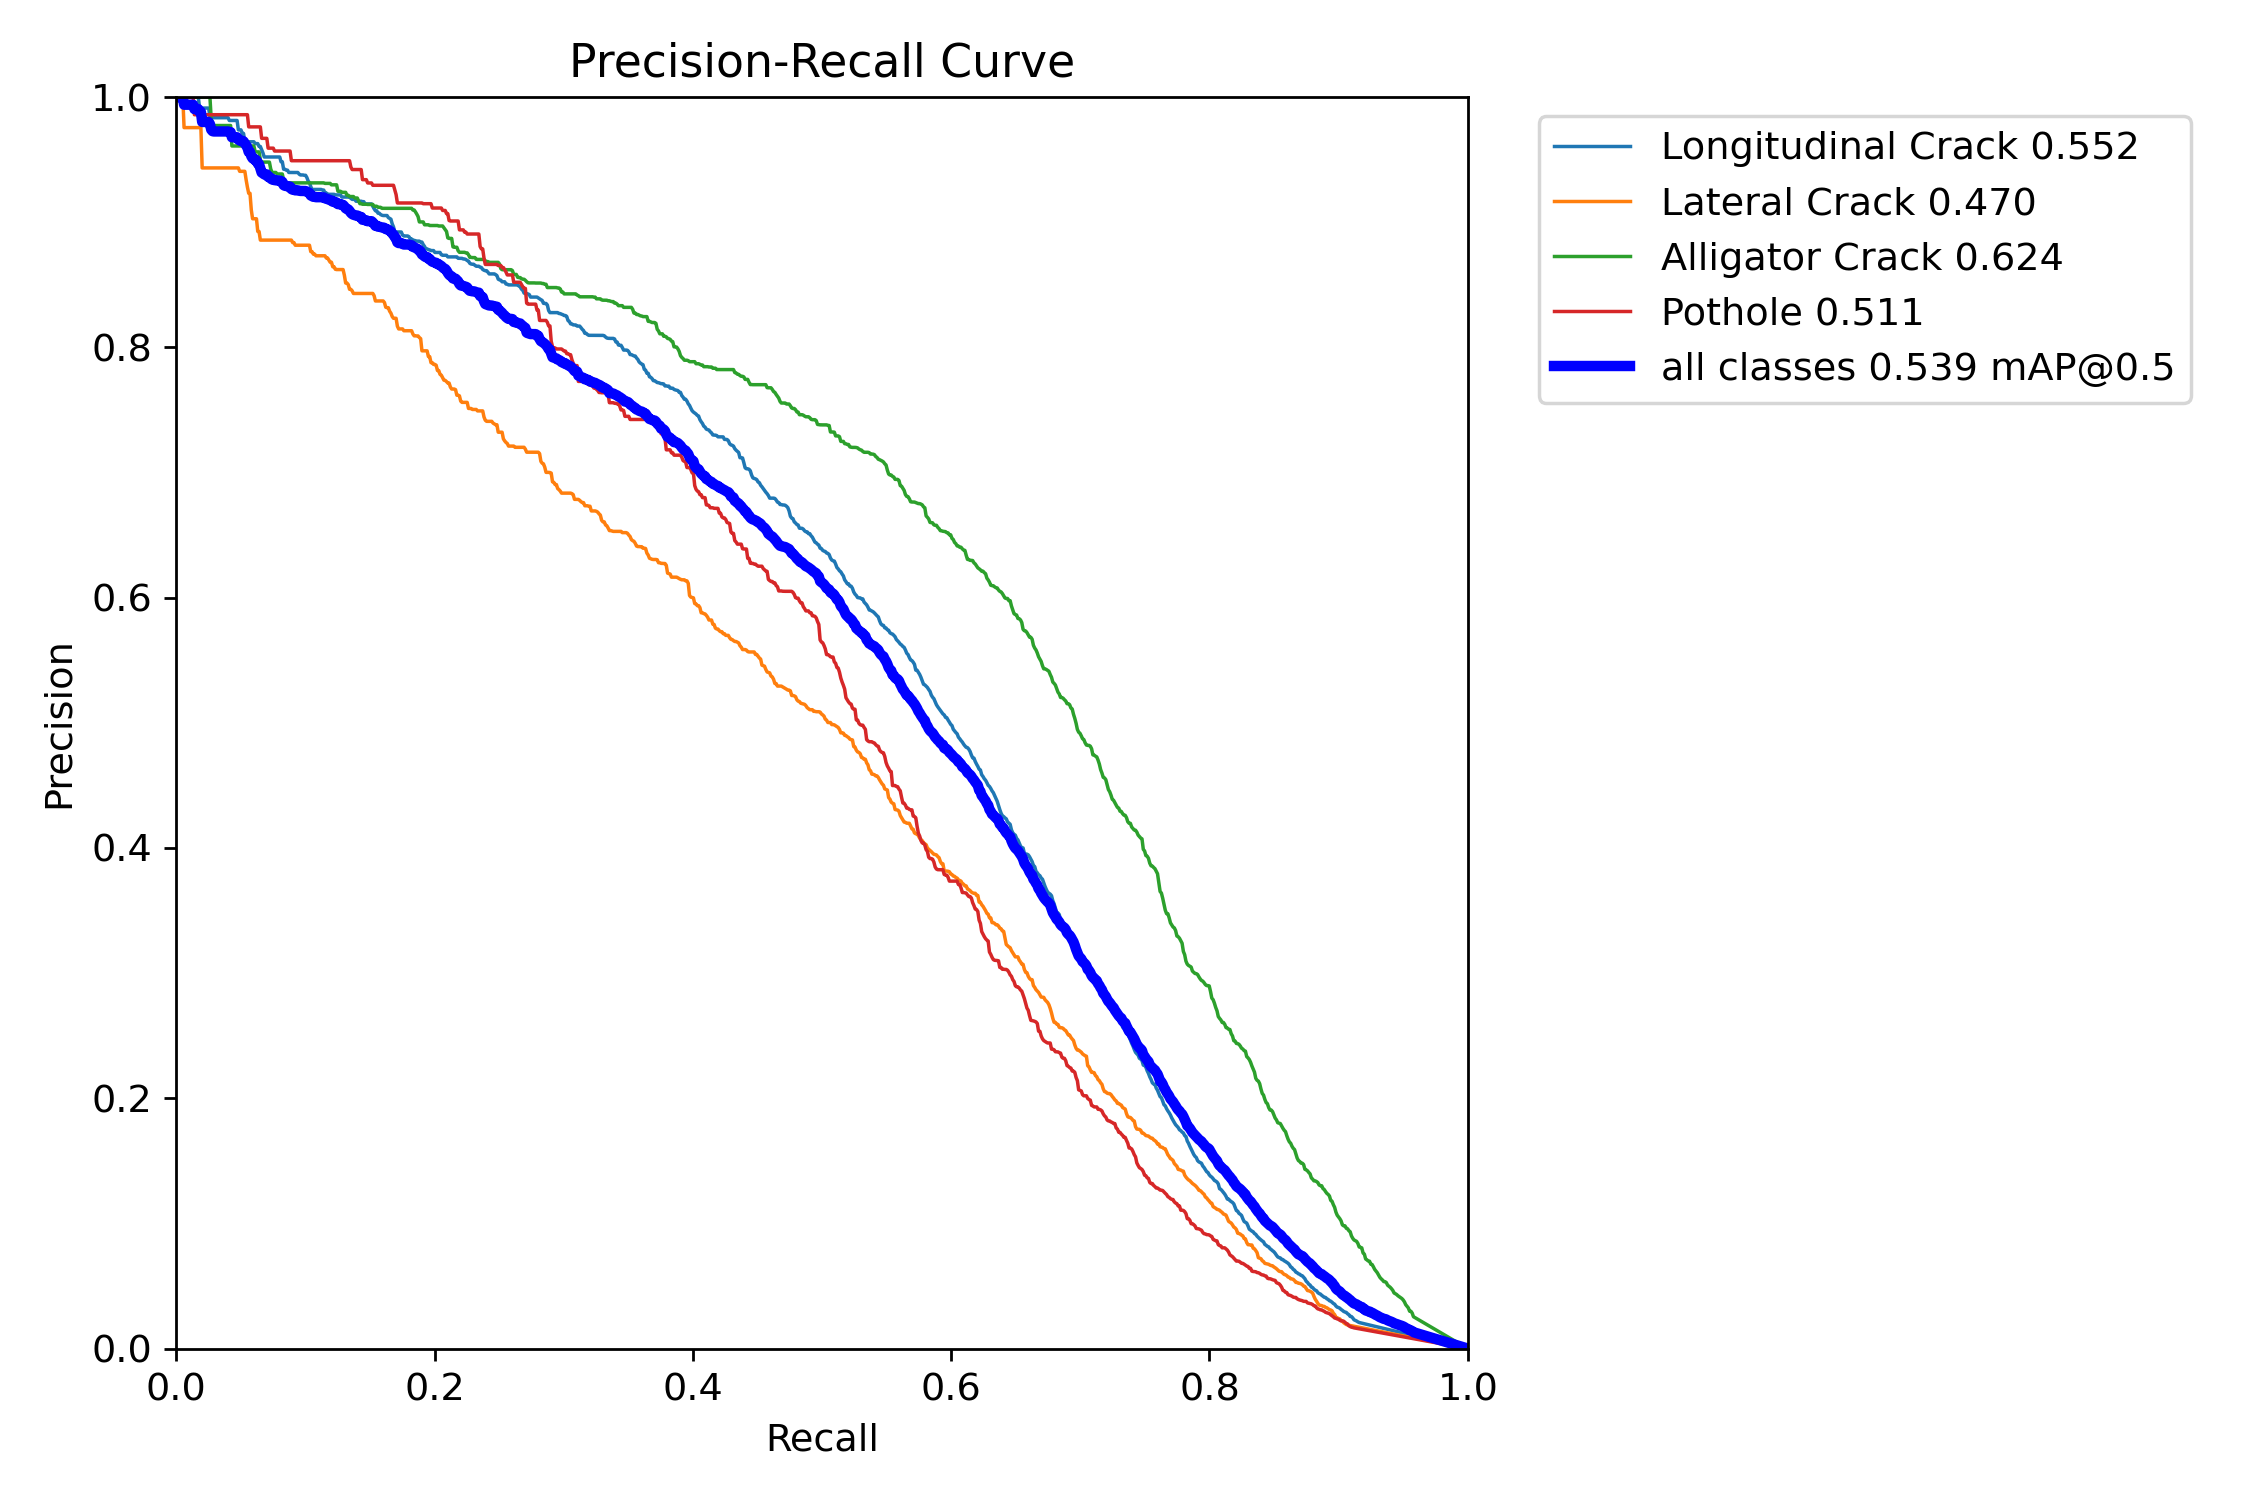 Precision-Recall Curve
1.0
0.8
0.6
0.4
0.2
0.0
Precision
0.0 0.2 0.4 0.6 0.8 1.0
Recall
Longitudinal Crack 0.552
Lateral Crack 0.470
Alligator Crack 0.624
Pothole 0.511
all classes 0.539 mAP@0.5